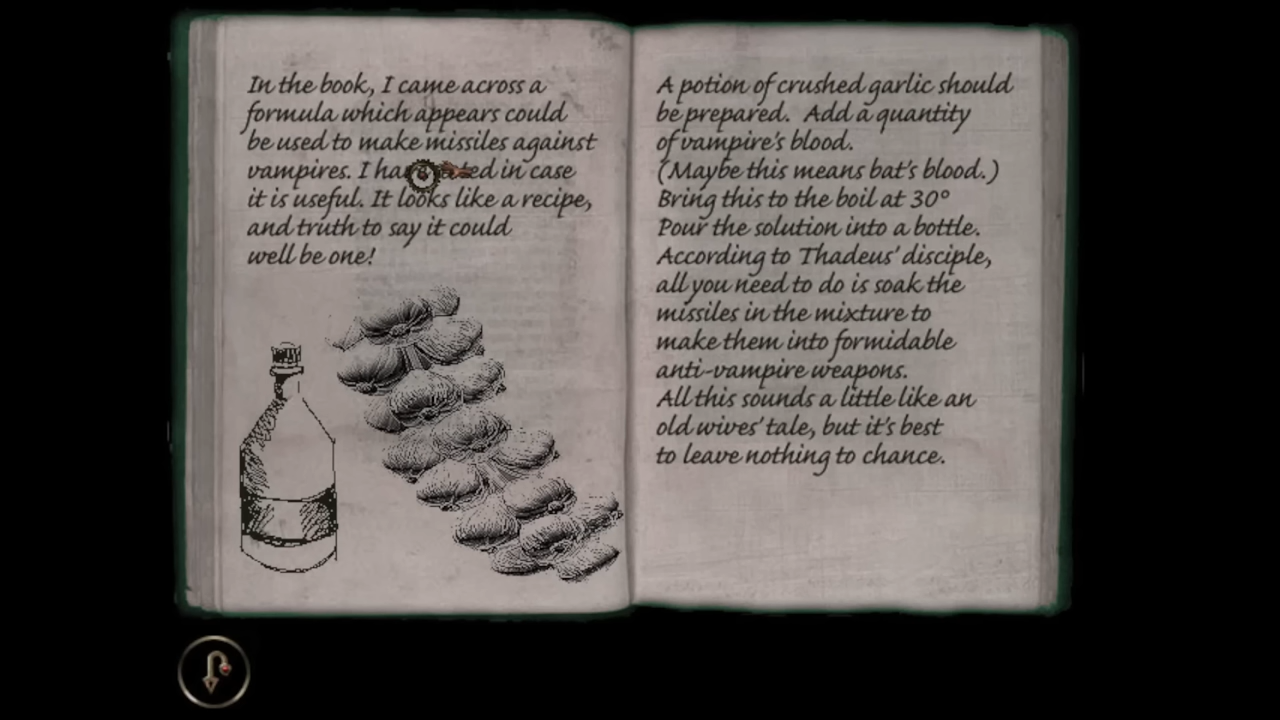 In the book, I came across a
formula which appears could
be used to make missiles against
vampires. I in case
it is useful. It looks like a recipe,
and truth to say it could
well be one!
A potion of crushed garlic should
be prepared. Add a quantity
of vampire's blood.
(Maybe this means bat's blood.)
Bring this to the boil at 30°
Pour the solution into a bottle.
According to Thadeus' disciple,
all you need to do is soak the
missiles in the mixture to
make them into formidable
anti-vampire weapons.
All this sounds a little like an
old wives' tale, but it's best
to leave nothing to chance.